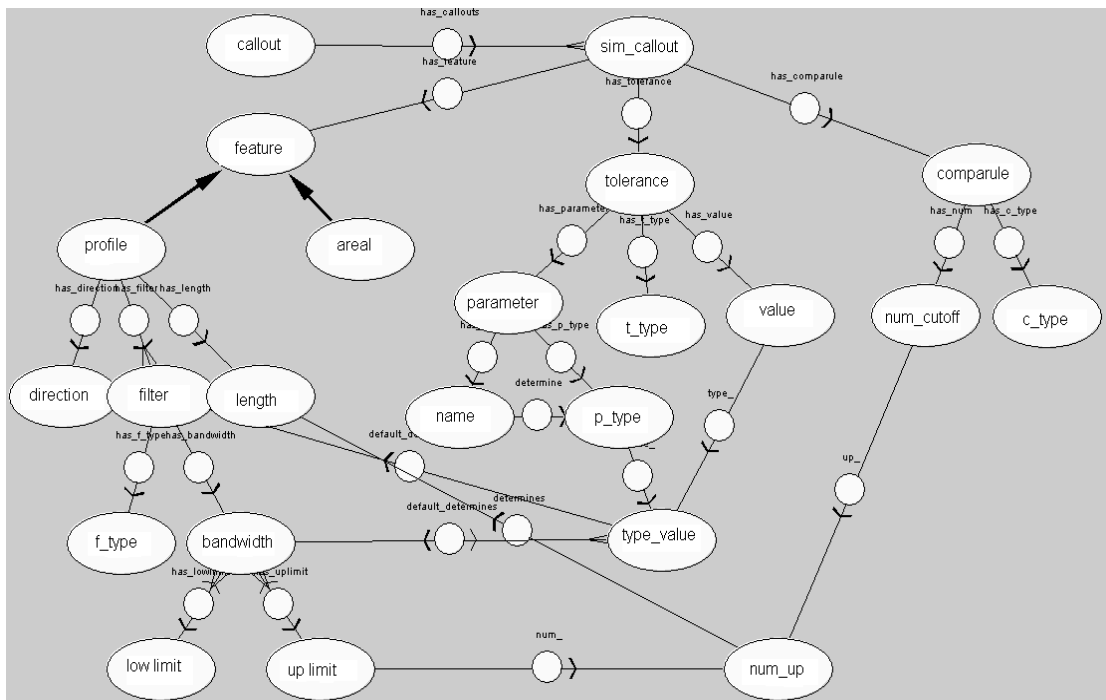 has_callouts
callout
sim_callout
has_feature
has_tolerance
has_comparule
feature
tolerance
comparule
has_parameter
has_t_type
has_value
has_num
has_c_type
profile
areal
has_direction
has_filter
has_length
parameter
t_type
value
num_cutoff
c_type
has_p_type
direction
filter
length
determine
name
p_type
type_
has_f_type
has_bandwidth
up_
default_determines
determines
f_type
bandwidth
type_value
has_uplimit
num_
low limit
up limit
num_up